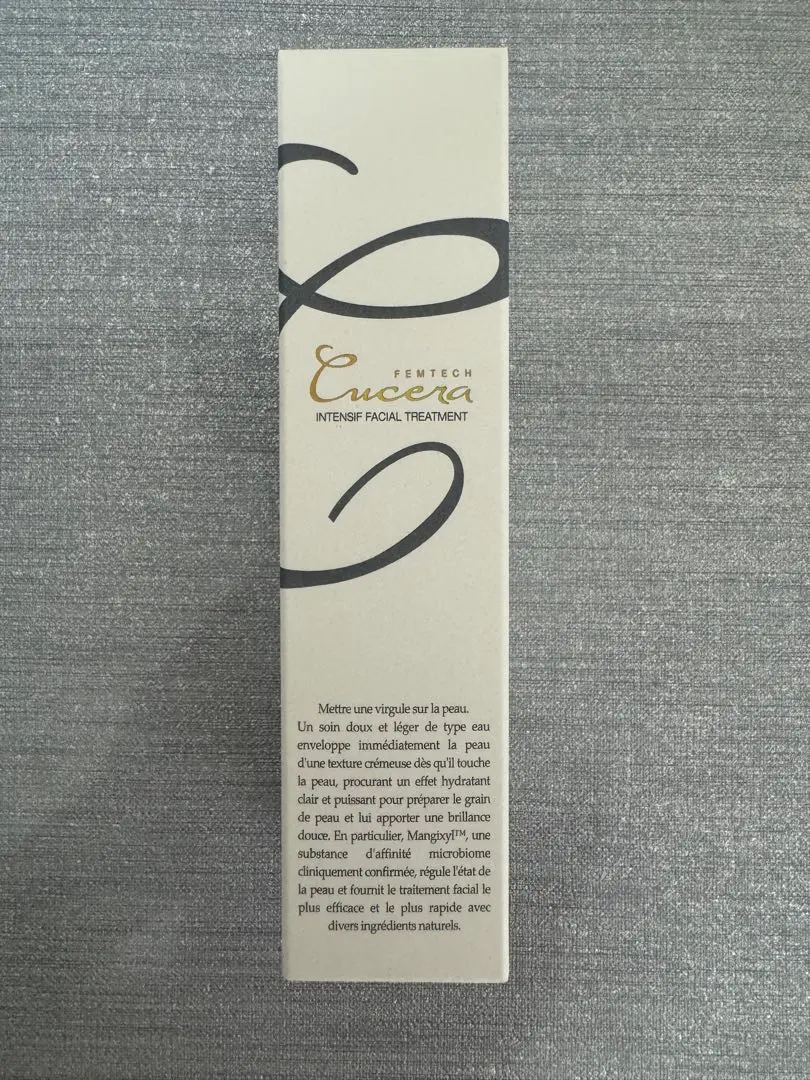 FEMTECH
Cucera
INTENSIF FACIAL TREATMENT
Mettre une virgule sur la peau.
Un soin doux et léger de type eau
enveloppe immédiatement la peau
d'une texture crémeuse dès qu'il touche
la peau, procurant un effet hydratant
clair et puissant pour préparer le grain
de peau et lui apporter une brillance
douce. En particulier, Mangixyl™, une
substance d'affinité microbiome
cliniquement confirmée, régule l'état de
la peau et fournit le traitement facial le
plus efficace et le plus rapide avec
divers ingrédients naturels.